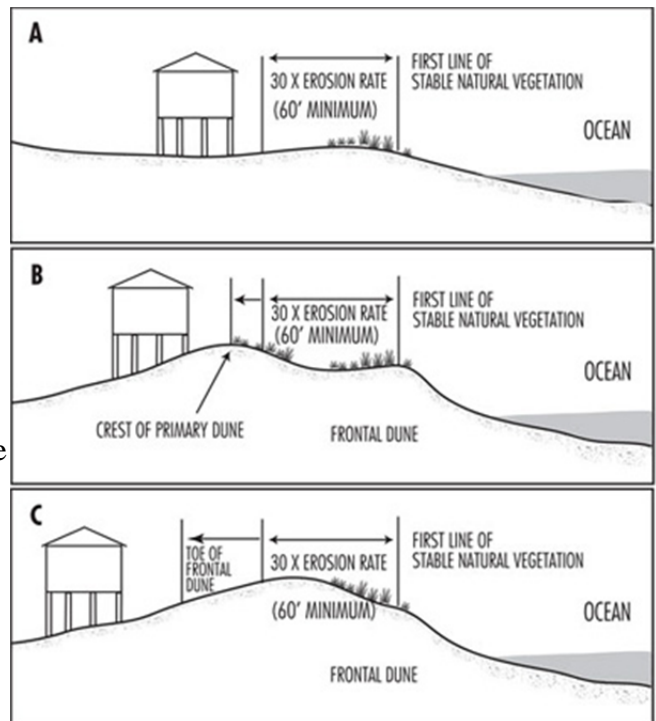 A
30 X EROSION RATE
(60' MINIMUM)
FIRST LINE OF
STABLE NATURAL VEGETATION
OCEAN
B
30 X EROSION RATE
(60' MINIMUM)
FIRST LINE OF
STABLE NATURAL VEGETATION
OCEAN
CREST OF PRIMARY DUNE
FRONTAL DUNE
e
C
TOE OF
FRONTAL
DUNE
30 X EROSION RATE
(60' MINIMUM)
FIRST LINE OF
STABLE NATURAL VEGETATION
OCEAN
FRONTAL DUNE